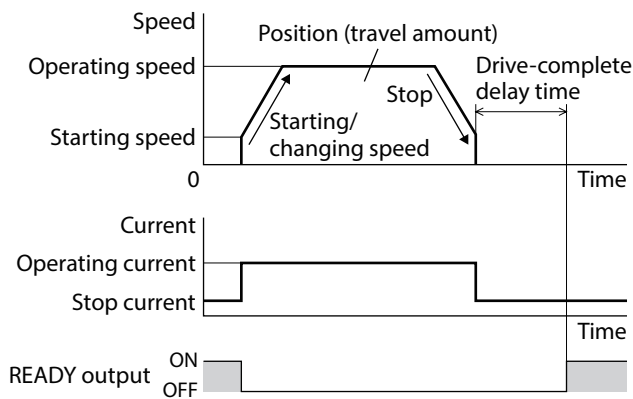 Speed
Position (travel amount)
Operating speed
Drive-complete
delay time
Stop
Starting speed
Starting/
changing speed
0
Time
Current
Operating current
Stop current
Time
READY output
ON
OFF